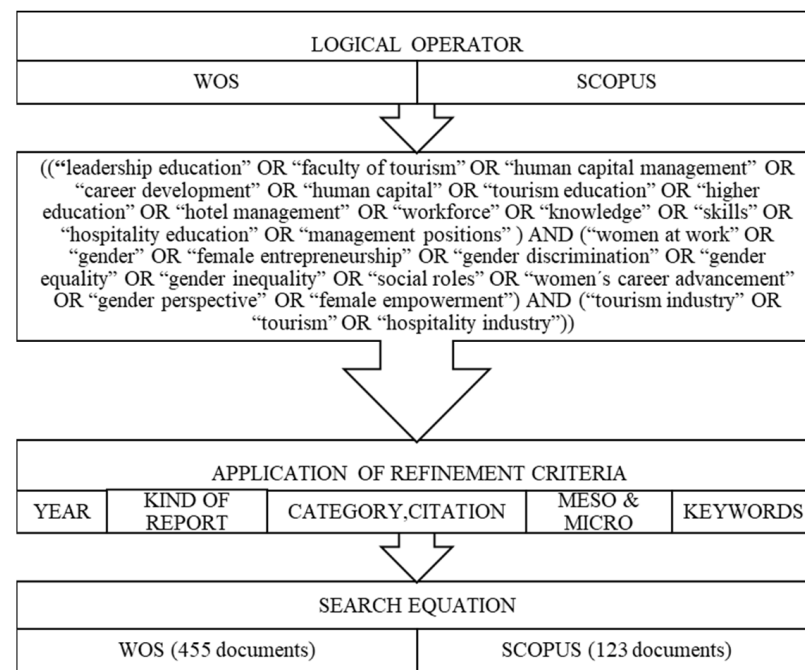 LOGICAL OPERATOR
WOS SCOPUS
((“leadership education” OR “faculty of tourism” OR “human capital management” OR
“career development” OR “human capital” OR “tourism education” OR “higher
education” OR “hotel management” OR “workforce” OR “knowledge” OR “skills” OR
“hospitality education” OR “management positions” ) AND (“women at work” OR
“gender” OR “female entrepreneurship” OR “gender discrimination” OR “gender
equality” OR “gender inequality” OR “social roles” OR “women´s career advancement”
OR “gender perspective” OR “female empowerment”) AND (“tourism industry” OR
“tourism” OR “hospitality industry”))
APPLICATION OF REFINEMENT CRITERIA
YEAR
KIND OF
REPORT
CATEGORY,CITATION
MESO &
MICRO
KEYWORDS
SEARCH EQUATION
WOS (455 documents) SCOPUS (123 documents)